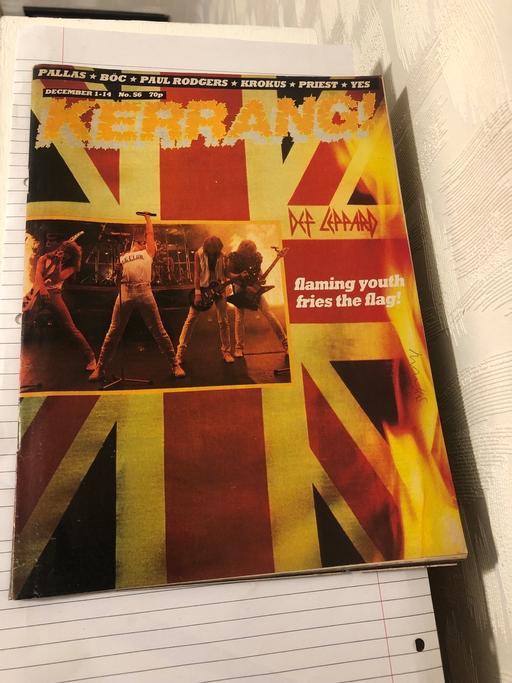 PALLAS ★ BÖC ★ PAUL RODGERS ★ KROKUS ★ PRIEST ★ YES
DECEMBER 1-14 No. 56 70p
KERRANG!
DEF LEPPARD
flaming youth
fries the flag!